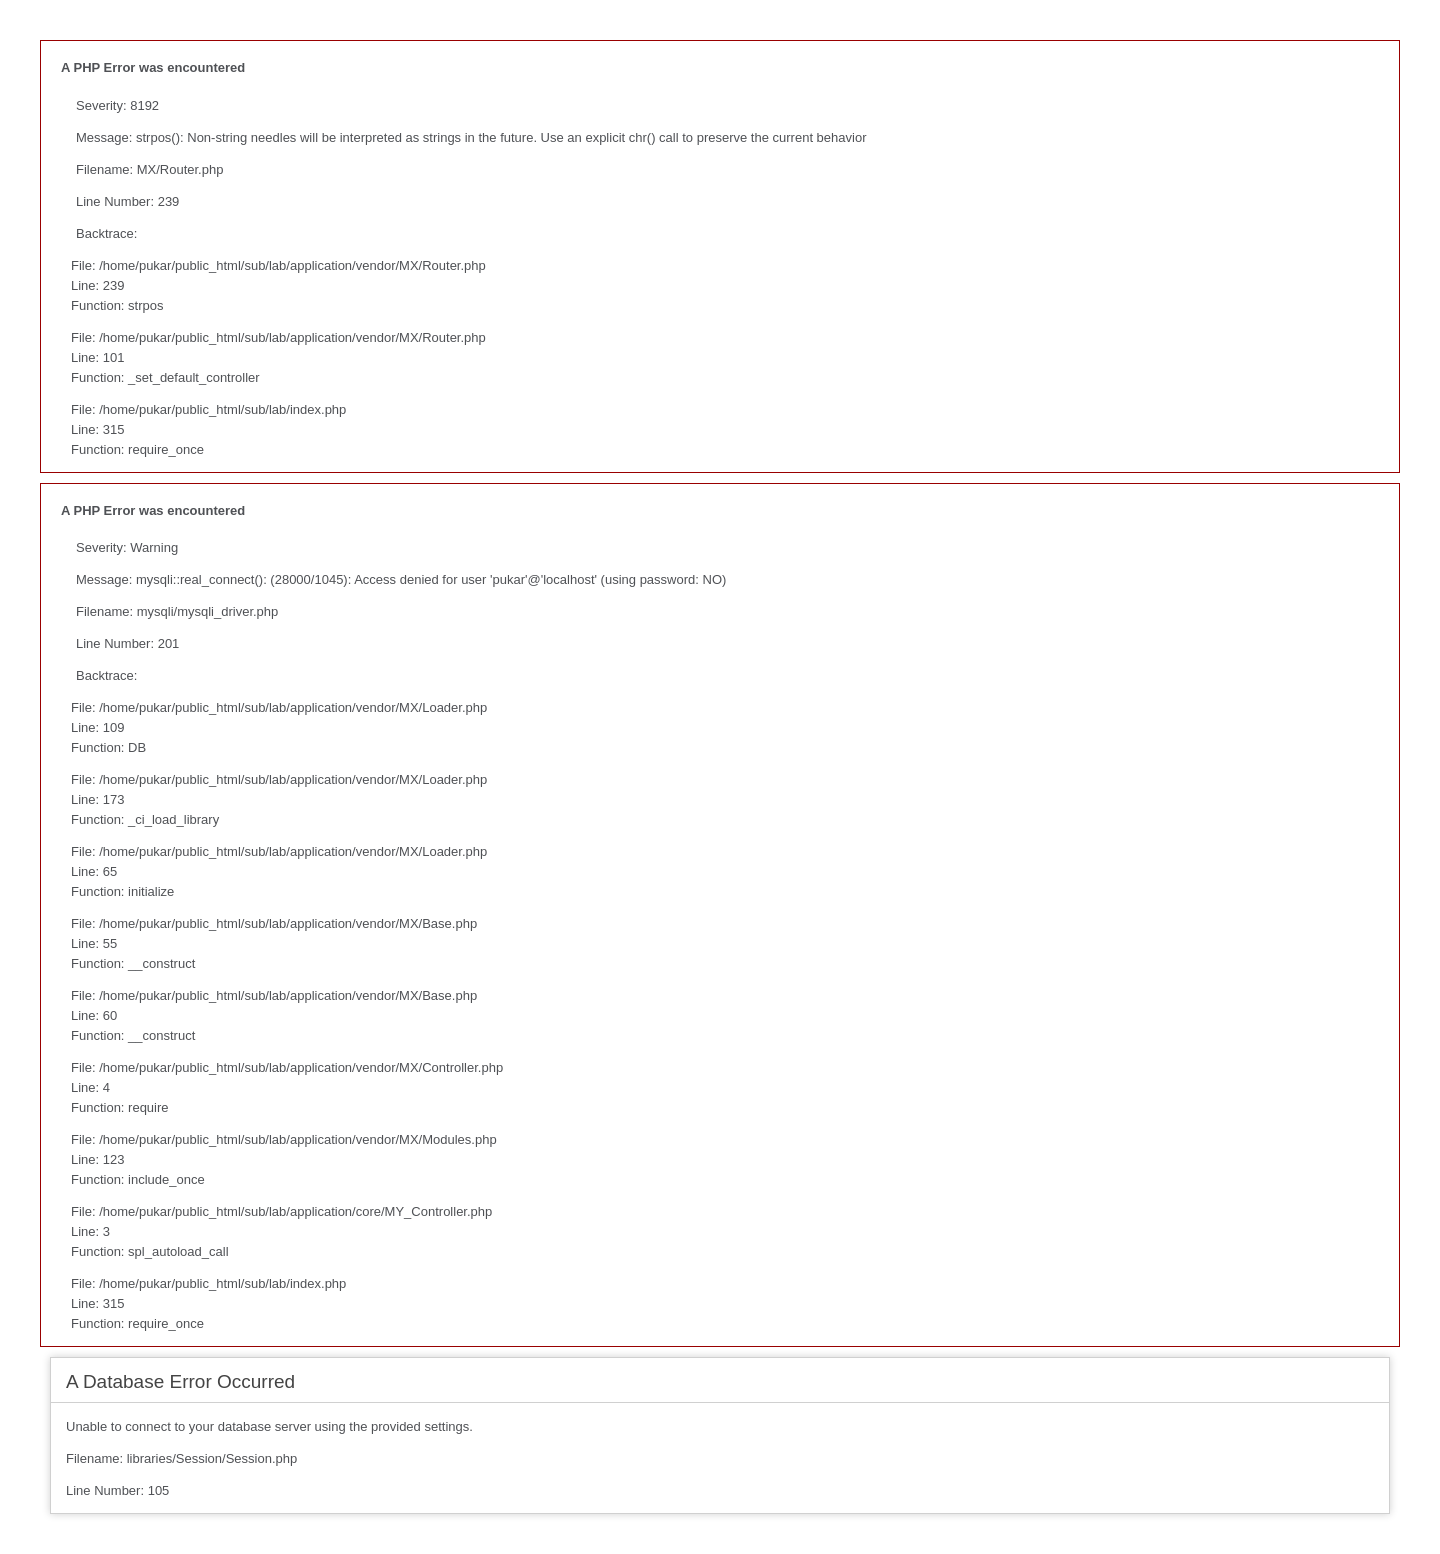 A PHP Error was encountered
Severity: 8192
Message: strpos(): Non-string needles will be interpreted as strings in the future. Use an explicit chr() call to preserve the current behavior
Filename: MX/Router.php
Line Number: 239
Backtrace:
File: /home/pukar/public_html/sub/lab/application/vendor/MX/Router.php
Line: 239
Function: strpos
File: /home/pukar/public_html/sub/lab/application/vendor/MX/Router.php
Line: 101
Function: _set_default_controller
File: /home/pukar/public_html/sub/lab/index.php
Line: 315
Function: require_once
A PHP Error was encountered
Severity: Warning
Message: mysqli::real_connect(): (28000/1045): Access denied for user 'pukar'@'localhost' (using password: NO)
Filename: mysqli/mysqli_driver.php
Line Number: 201
Backtrace:
File: /home/pukar/public_html/sub/lab/application/vendor/MX/Loader.php
Line: 109
Function: DB
File: /home/pukar/public_html/sub/lab/application/vendor/MX/Loader.php
Line: 173
Function: _ci_load_library
File: /home/pukar/public_html/sub/lab/application/vendor/MX/Loader.php
Line: 65
Function: initialize
File: /home/pukar/public_html/sub/lab/application/vendor/MX/Base.php
Line: 55
Function: __construct
File: /home/pukar/public_html/sub/lab/application/vendor/MX/Base.php
Line: 60
Function: __construct
File: /home/pukar/public_html/sub/lab/application/vendor/MX/Controller.php
Line: 4
Function: require
File: /home/pukar/public_html/sub/lab/application/vendor/MX/Modules.php
Line: 123
Function: include_once
File: /home/pukar/public_html/sub/lab/application/core/MY_Controller.php
Line: 3
Function: spl_autoload_call
File: /home/pukar/public_html/sub/lab/index.php
Line: 315
Function: require_once
A Database Error Occurred
Unable to connect to your database server using the provided settings.
Filename: libraries/Session/Session.php
Line Number: 105